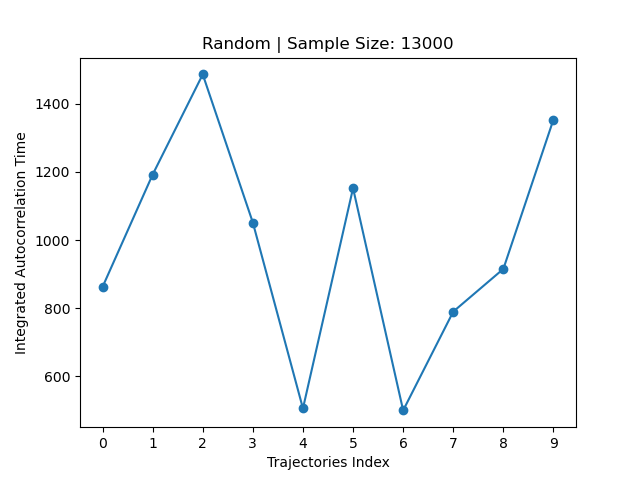 Random | Sample Size: 13000
Integrated Autocorrelation Time
1400
1200
1000
800
600
0 1 2 3 4 5 6 7 8 9
Trajectories Index